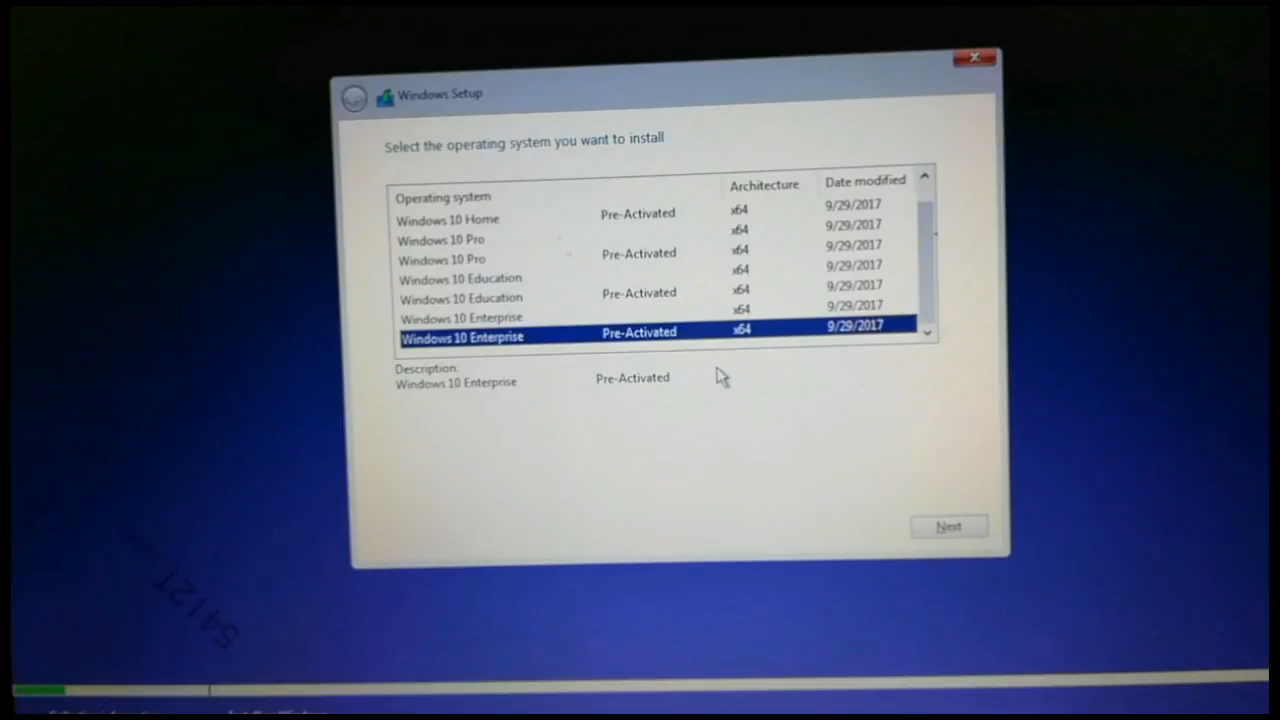 Windows Setup
Select the operating system you want to install
Operating system Architecture Date modified
Windows 10 Home Pre-Activated x64 9/29/2017
Windows 10 Pro x64 9/29/2017
Windows 10 Pro Pre-Activated x64 9/29/2017
Windows 10 Education x64 9/29/2017
Windows 10 Education Pre-Activated x64 9/29/2017
Windows 10 Enterprise x64 9/29/2017
Windows 10 Enterprise Pre-Activated x64 9/29/2017
Description:
Windows 10 Enterprise Pre-Activated
Next
5412T